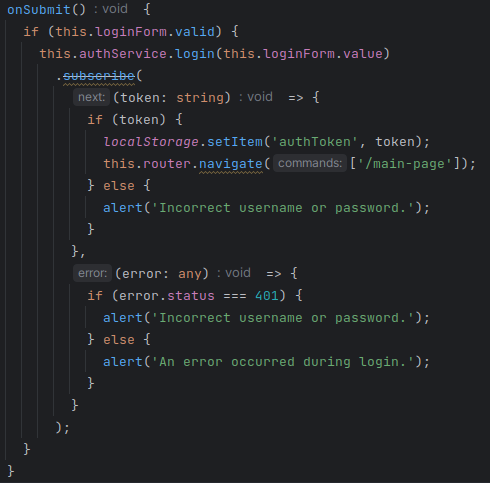 onSubmit() :void {
  if (this.loginForm.valid) {
    this.authService.login(this.loginForm.value)
      .subscribe(
        next: (token: string) :void => {
          if (token) {
            localStorage.setItem('authToken', token);
            this.router.navigate( commands: ['/main-page']);
          } else {
            alert('Incorrect username or password.');
          }
        },
        error: (error: any) :void => {
          if (error.status === 401) {
            alert('Incorrect username or password.');
          } else {
            alert('An error occurred during login.');
          }
        }
      );
  }
}